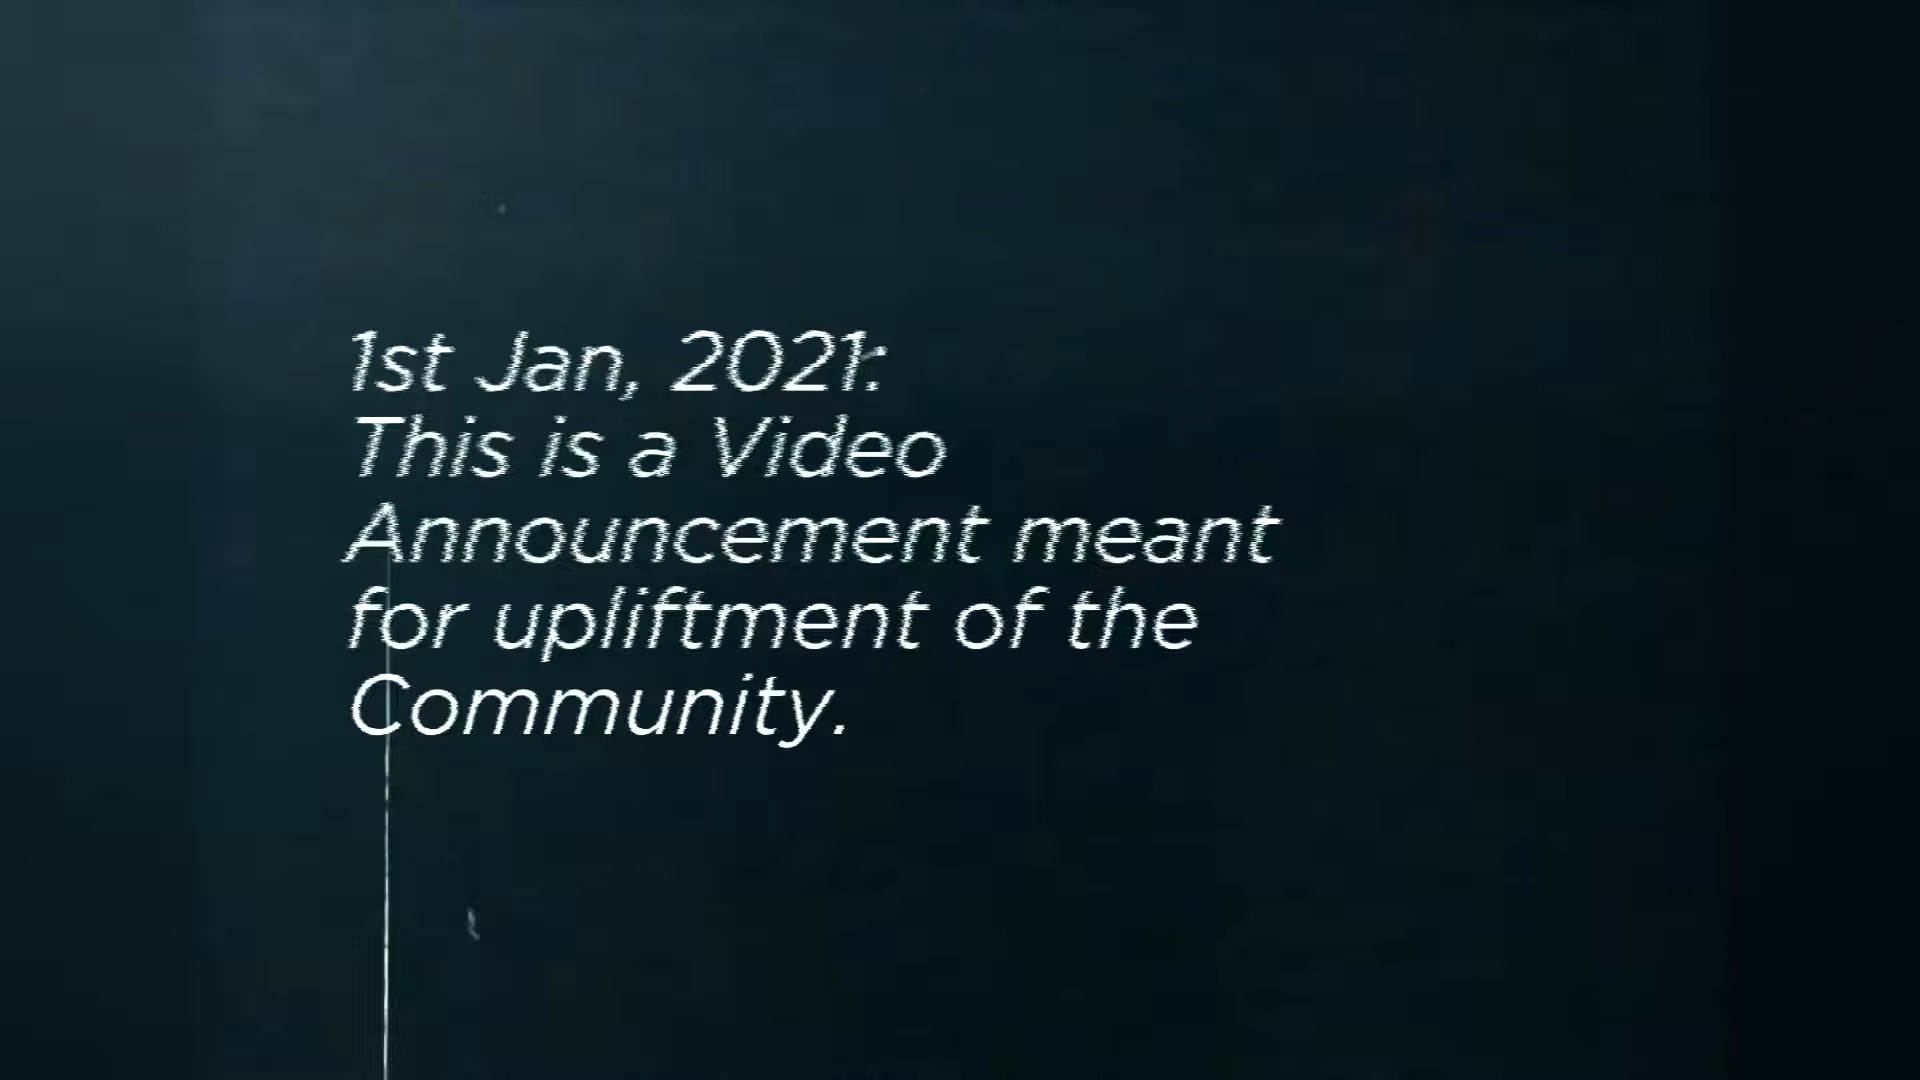 1st Jan, 2021:
This is a Video
Announcement meant
for upliftment of the
Community.